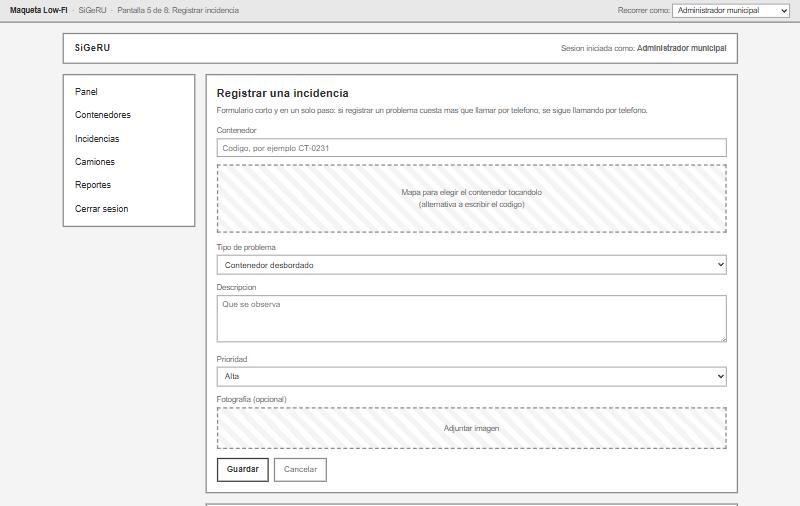 Maqueta Low-Fi · SiGeRU · Pantalla 5 de 8: Registrar incidencia
Recorrer como: Administrador municipal
SiGeRU
Sesion iniciada como: Administrador municipal
Panel
Contenedores
Incidencias
Camiones
Reportes
Cerrar sesion
Registrar una incidencia
Formulario corto y en un solo paso: si registrar un problema cuesta mas que llamar por telefono, se sigue llamando por telefono.
Contenedor
Codigo, por ejemplo CT-0231
Mapa para elegir el contenedor tocandolo
(alternativa a escribir el codigo)
Tipo de problema
Contenedor desbordado
Descripcion
Que se observa
Prioridad
Alta
Fotografia (opcional)
Adjuntar imagen
Guardar
Cancelar